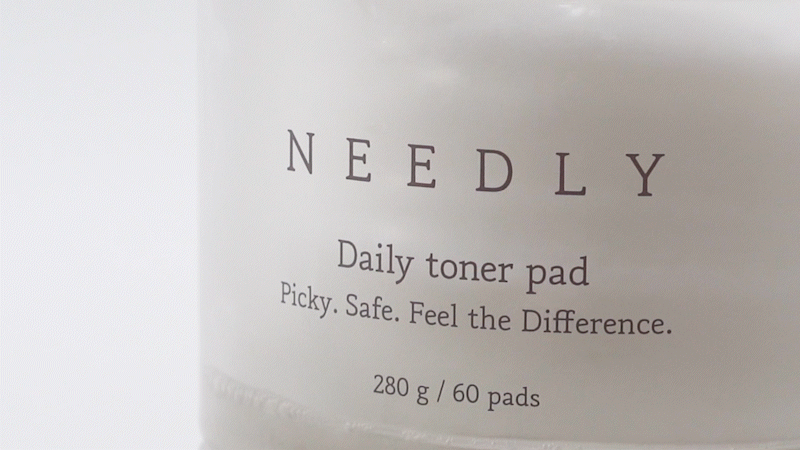 NEEDLY
Daily toner pad
Picky. Safe. Feel the Difference.
280 g / 60 pads